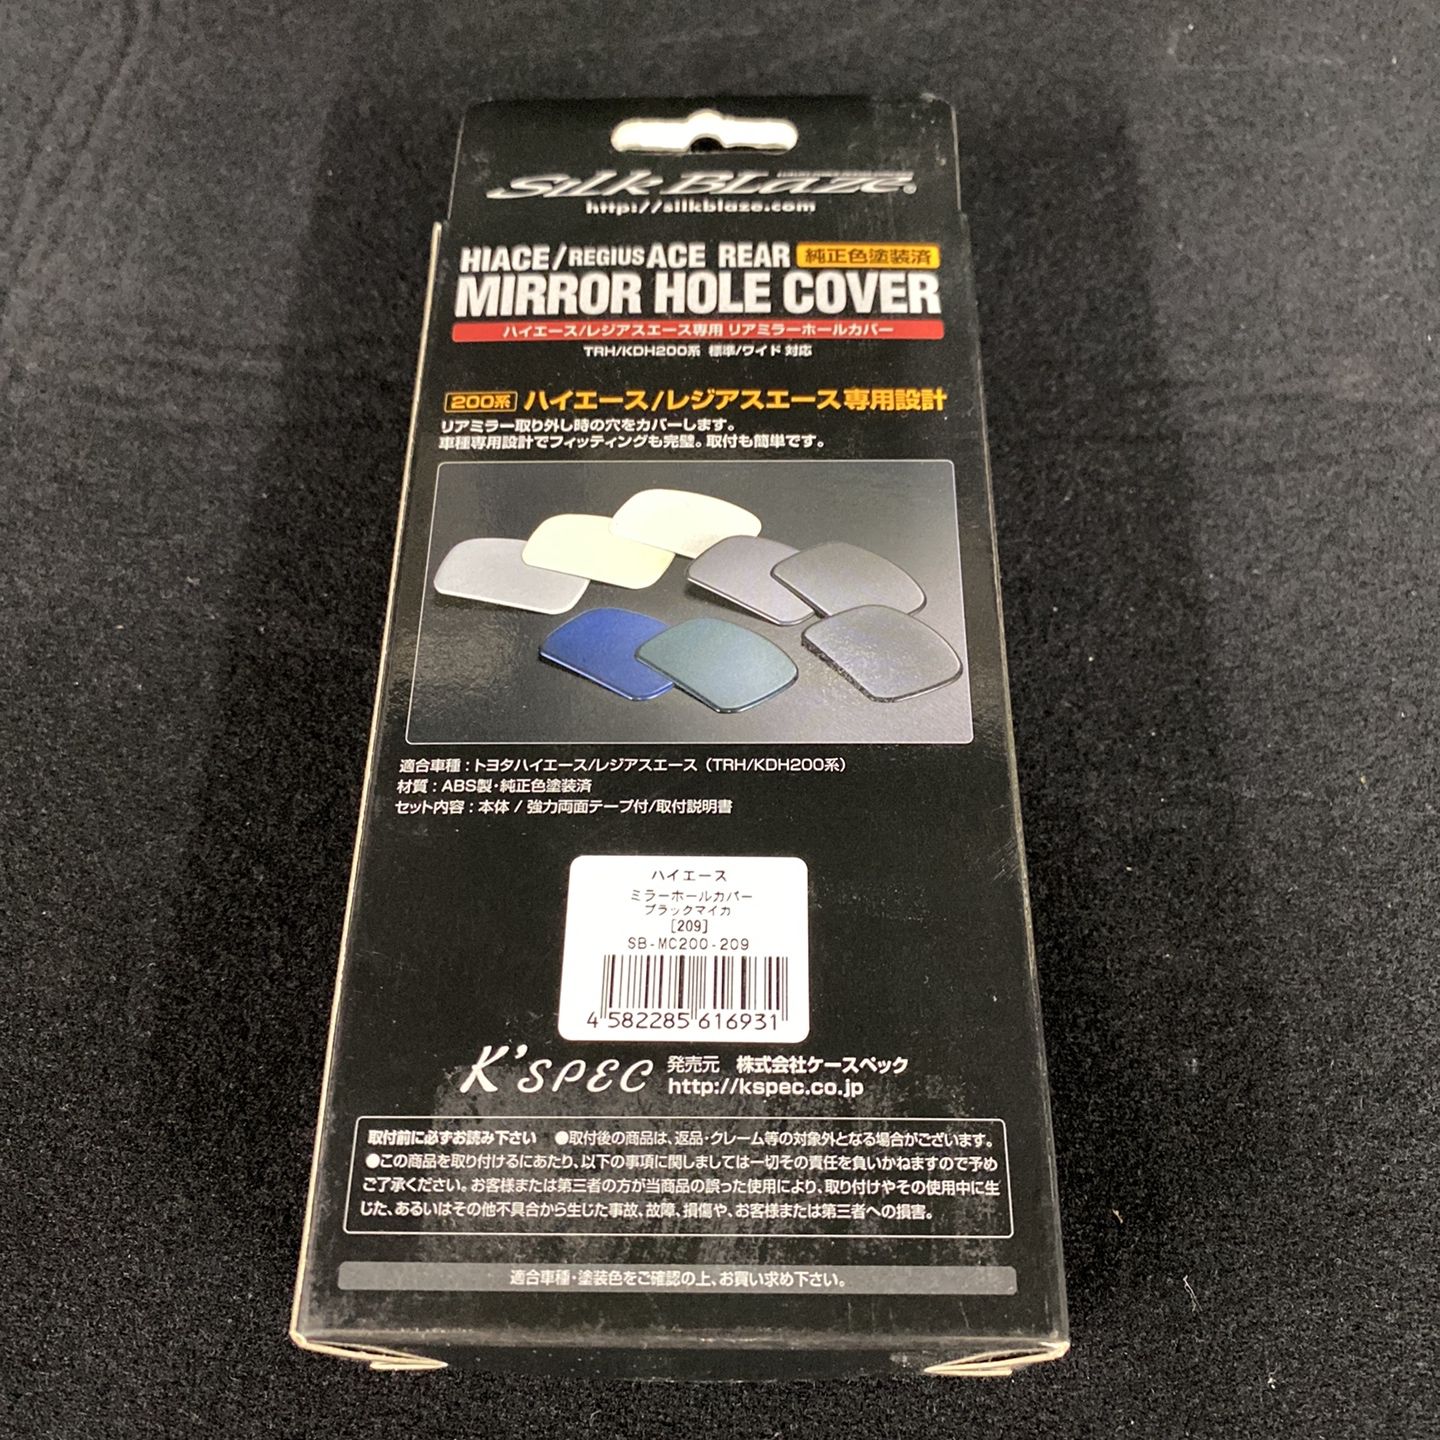 SilkBlaze®
http://silkblaze.com
HIACE/REGIUS ACE REAR 純正色塗装済
MIRROR HOLE COVER
ハイエース/レジアスエース専用 リアミラーホールカバー
TRH/KDH200系 標準/ワイド 対応
200系 ハイエース/レジアスエース専用設計
リアミラー取り外し時の穴をカバーします。
車種専用設計でフィッティングも完璧。取付も簡単です。
適合車種：トヨタハイエース/レジアスエース（TRH/KDH200系）
材質：ABS製・純正色塗装済
セット内容：本体 / 強力両面テープ付/取付説明書
ハイエース
ミラーホールカバー
ブラックマイカ
[209]
SB-MC200-209
4 582285 616931
K'SPEC 発売元 株式会社ケースペック
http://kspec.co.jp
取付前に必ずお読み下さい ●取付後の商品は、返品・クレーム等の対象外となる場合がございます。
●この商品を取り付けるにあたり、以下の事項に関しましては一切その責任を負いかねますので予め
ご了承ください。お客様または第三者の方が当商品の誤った使用により、取り付けやその使用中に生
じた、あるいはその他不具合から生じた事故、故障、損傷や、お客様または第三者への損害。
適合車種・塗装色をご確認の上、お買い求め下さい。